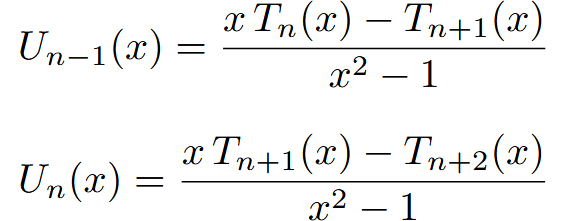 U_{n-1}(x) = \frac{x T_n(x) - T_{n+1}(x)}{x^2 - 1}
U_n(x) = \frac{x T_{n+1}(x) - T_{n+2}(x)}{x^2 - 1}